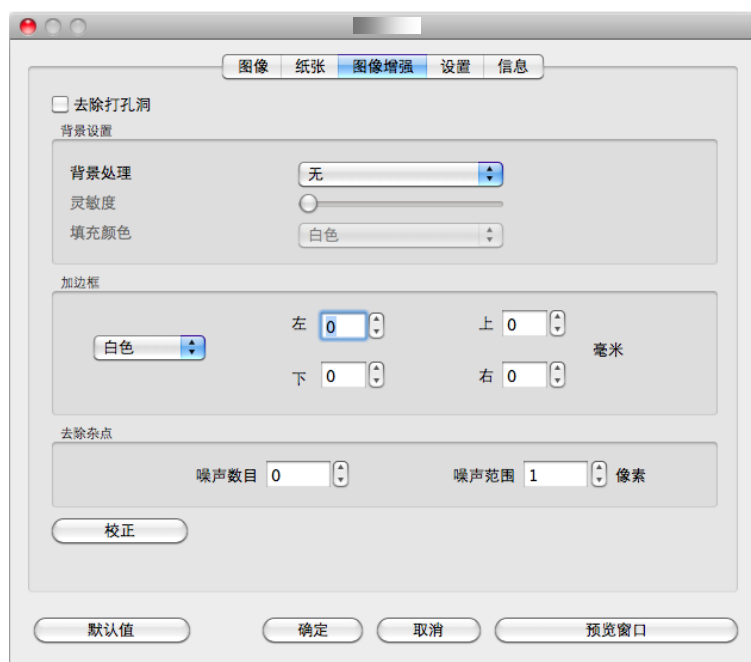 图像 纸张 图像增强 设置 信息
去除打孔洞
背景设置
背景处理 无
灵敏度
填充颜色 白色
加边框
左 0 上 0
白色 毫米
下 0 右 0
去除杂点
噪声数目 0 噪声范围 1 像素
校正
默认值 确定 取消 预览窗口